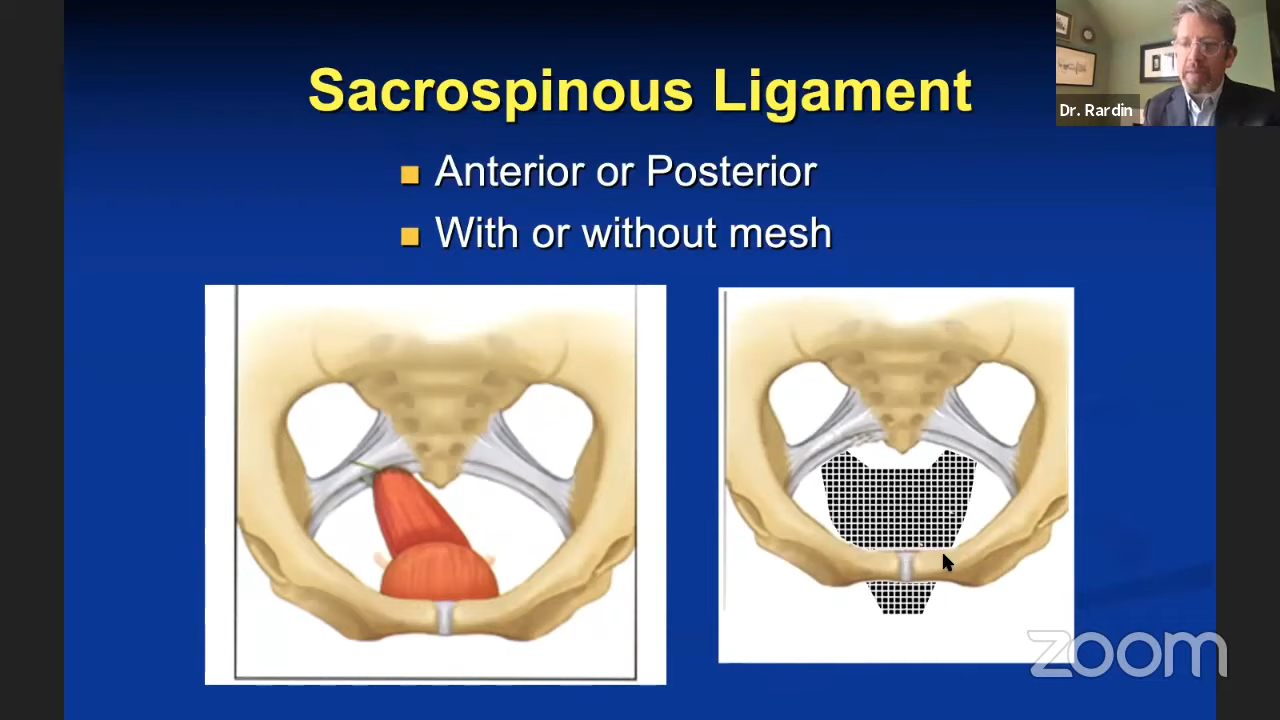 Sacrospinous Ligament
Dr. Rardin
Anterior or Posterior
With or without mesh
zoom